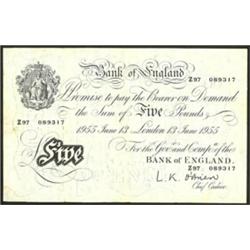 Bank of England
I Promise to pay the Bearer on Demand
Z97 089317
the Sum of Five Pounds
1955 June 13 London 13 June 1955
For the Govr and Compa of the
Five
BANK OF ENGLAND.
Z97 089317
L. K. O'Brien
Chief Cashier